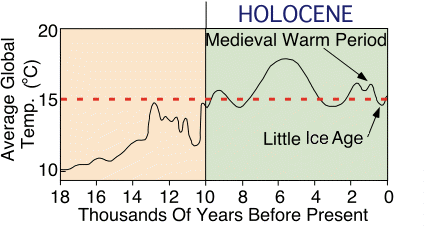 HOLOCENE
Average Global
Temp. (°C)
20
15
10
Medieval Warm Period
Little Ice Age
18 16 14 12 10 8 6 4 2 0
Thousands Of Years Before Present